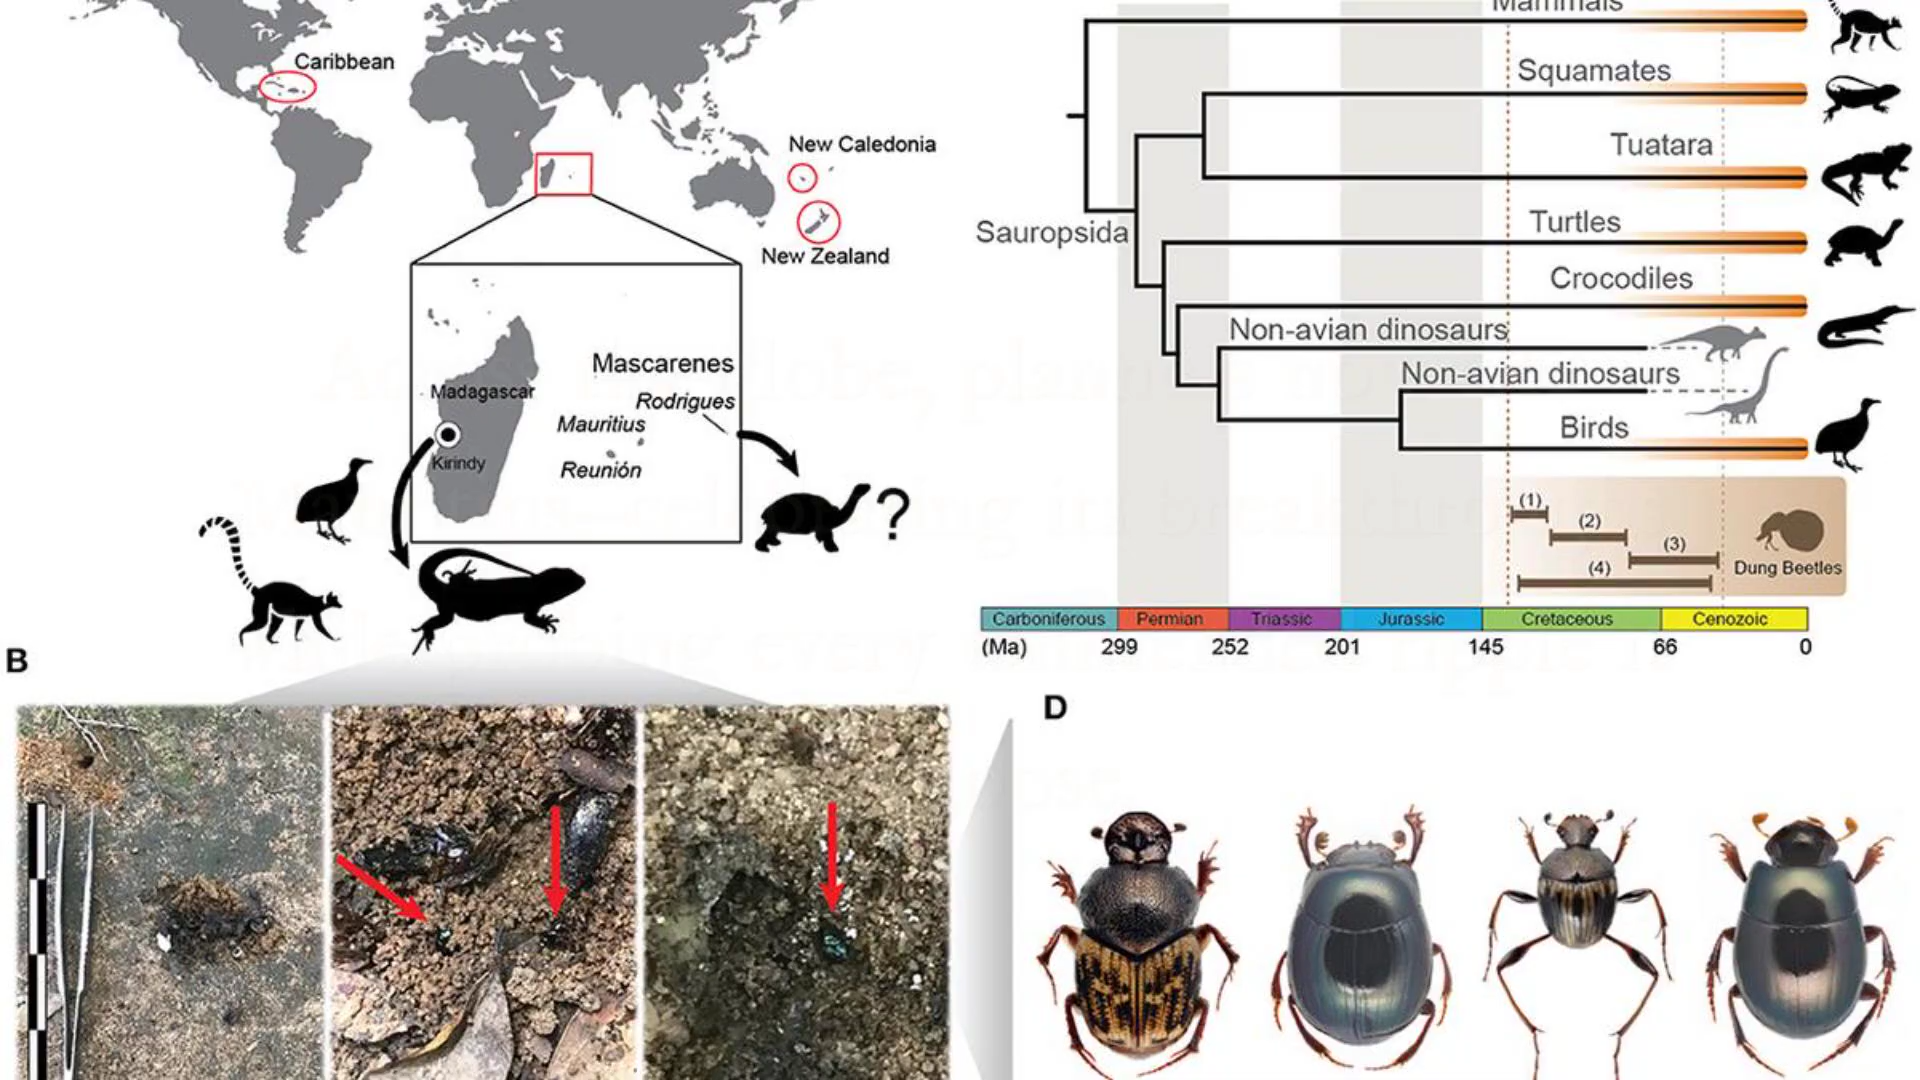 Caribbean
New Caledonia
New Zealand
Madagascar
Kirindy
Mascarenes
Rodrigues
Mauritius
Reunión
?
Mammals
Squamates
Tuatara
Sauropsida
Turtles
Crocodiles
Non-avian dinosaurs
Non-avian dinosaurs
Birds
(1)
(2)
(3)
(4)
Dung Beetles
Carboniferous Permian Triassic Jurassic Cretaceous Cenozoic
(Ma) 299 252 201 145 66 0
B
D